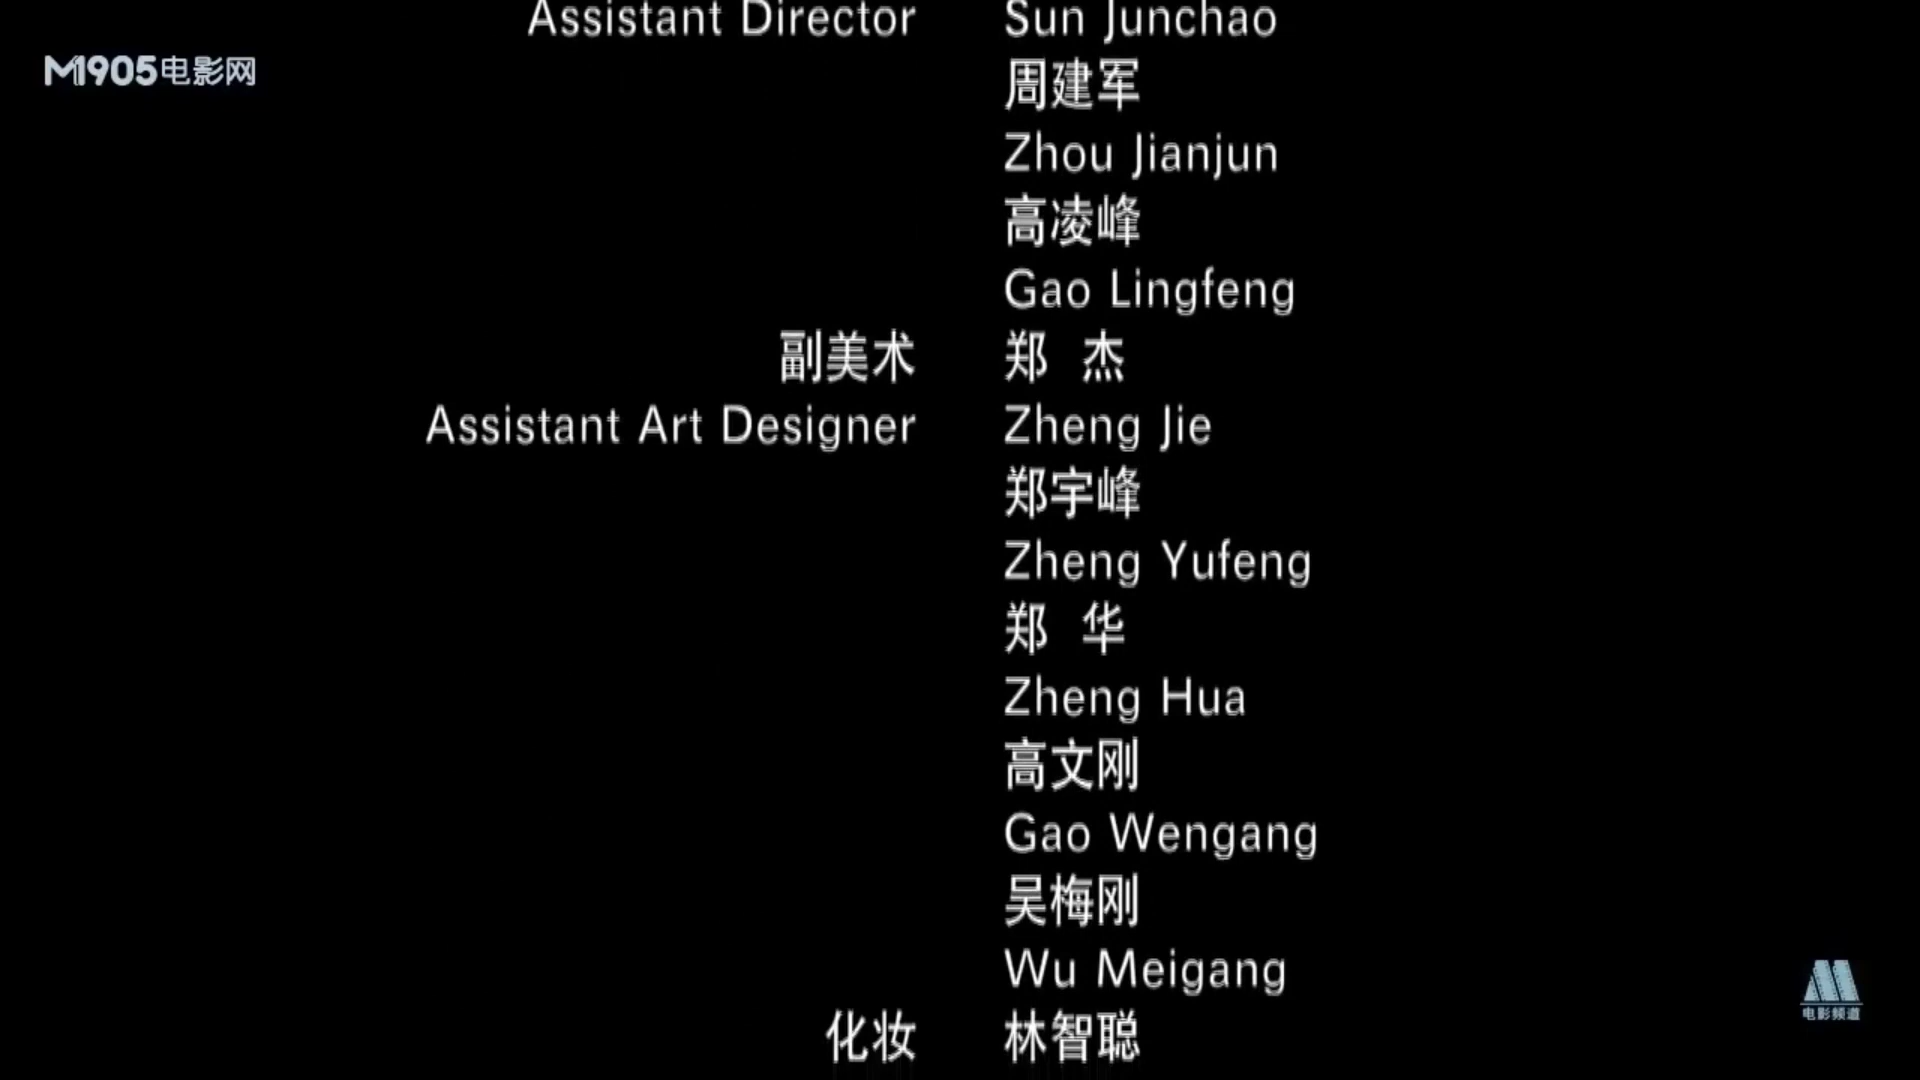 Assistant Director Sun Junchao
M1905电影网
周建军
Zhou Jianjun
高凌峰
Gao Lingfeng
副美术 郑 杰
Assistant Art Designer Zheng Jie
郑宇峰
Zheng Yufeng
郑 华
Zheng Hua
高文刚
Gao Wengang
吴梅刚
Wu Meigang
化妆 林智聪
电影频道